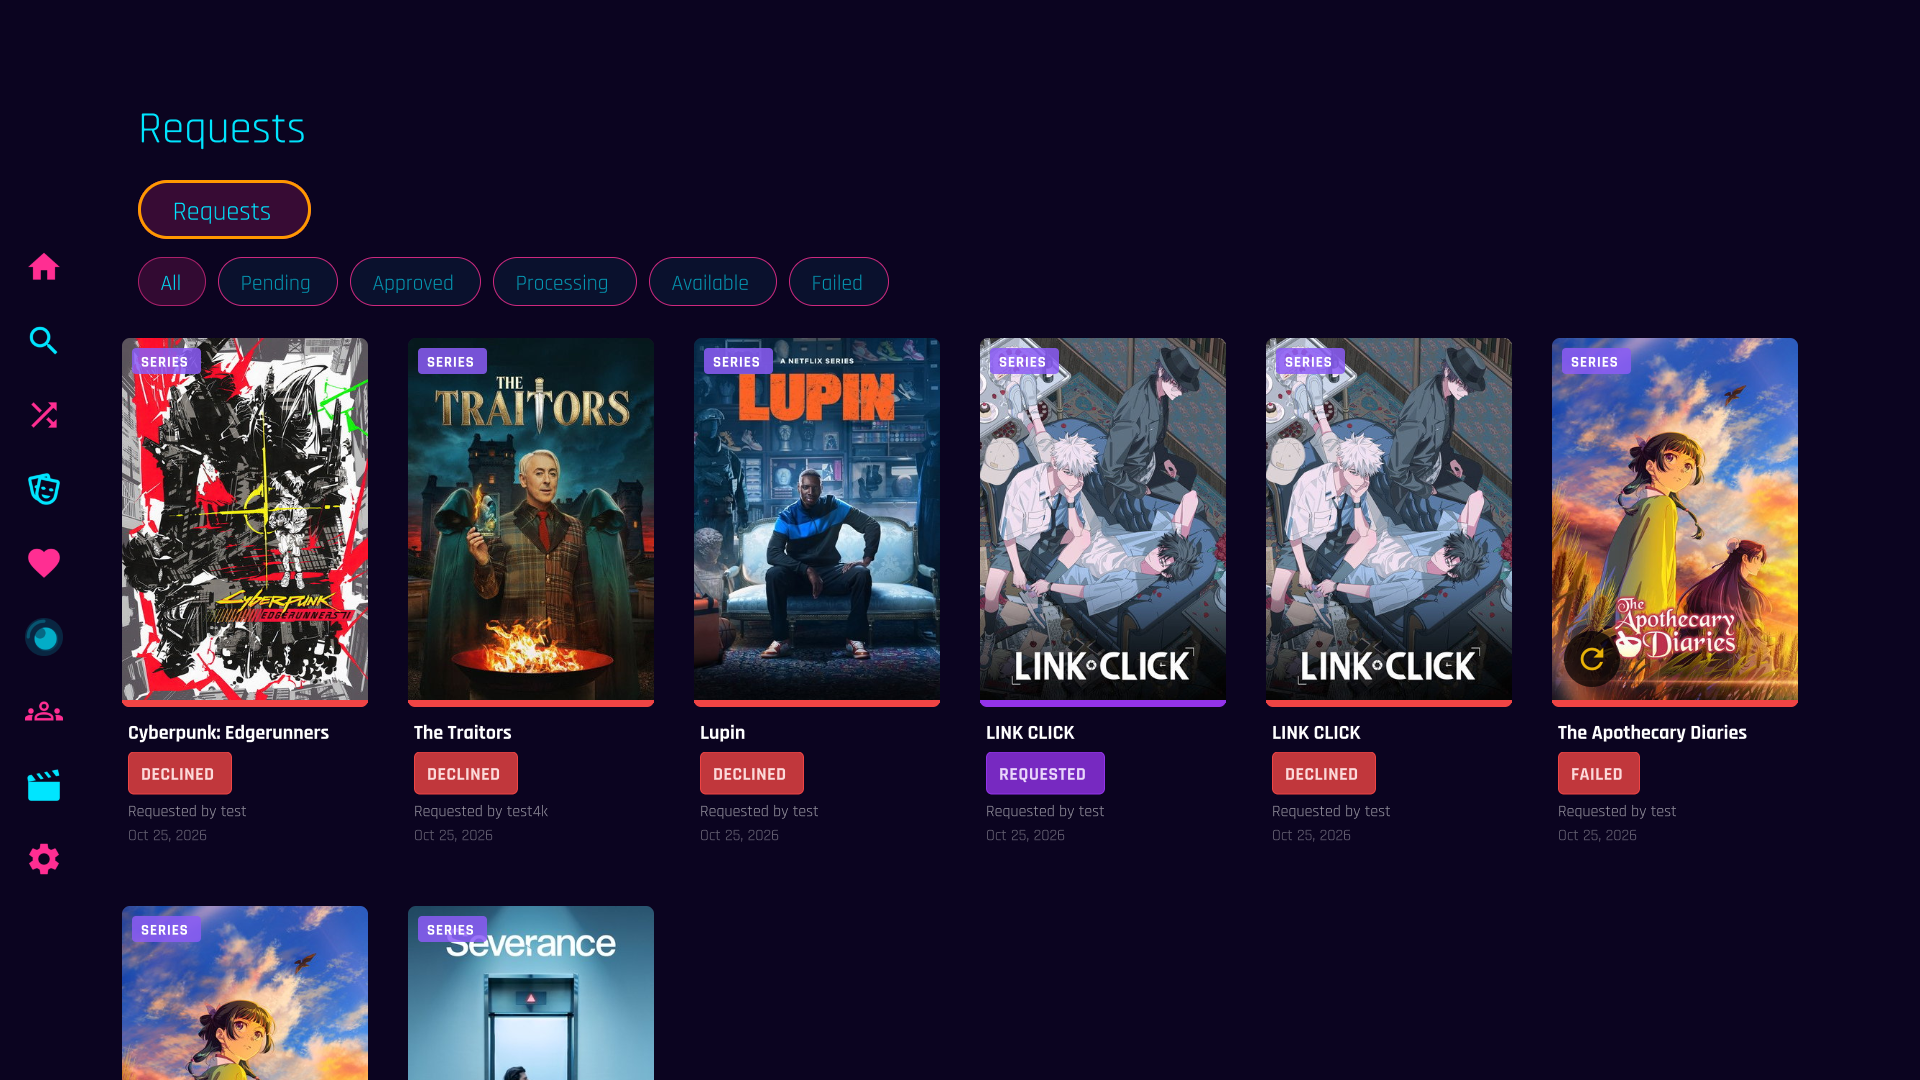 Requests
Requests
All
Pending
Approved
Processing
Available
Failed
SERIES
CYBERPUNK
EDGERUNNERS
Cyberpunk: Edgerunners
DECLINED
Requested by test
Oct 25, 2026
SERIES
THE
TRAITORS
The Traitors
DECLINED
Requested by test4k
Oct 25, 2026
SERIES
A NETFLIX SERIES
LUPIN
Lupin
DECLINED
Requested by test
Oct 25, 2026
SERIES
LINK CLICK
LINK CLICK
REQUESTED
Requested by test
Oct 25, 2026
SERIES
LINK CLICK
LINK CLICK
DECLINED
Requested by test
Oct 25, 2026
SERIES
The
Apothecary
Diaries
The Apothecary Diaries
FAILED
Requested by test
Oct 25, 2026
SERIES
SERIES
Severance